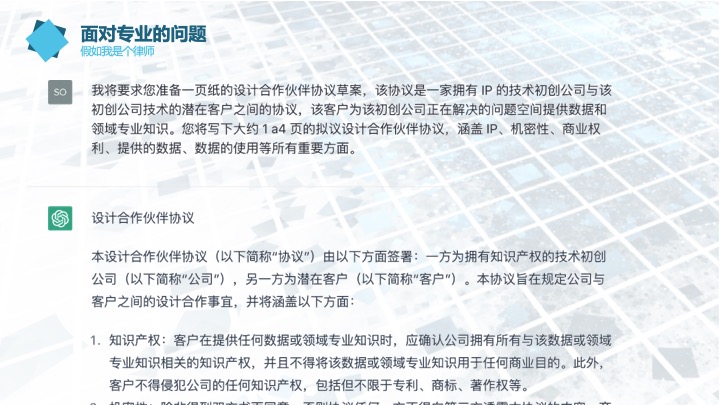 面对专业的问题
假如我是个律师
SO
我将要求您准备一页纸的设计合作伙伴协议草案，该协议是一家拥有 IP 的技术初创公司与该
初创公司技术的潜在客户之间的协议，该客户为该初创公司正在解决的问题空间提供数据和
领域专业知识。您将写下大约 1 a4 页的拟议设计合作伙伴协议，涵盖 IP、机密性、商业权
利、提供的数据、数据的使用等所有重要方面。
设计合作伙伴协议
本设计合作伙伴协议（以下简称“协议”）由以下方面签署：一方为拥有知识产权的技术初创
公司（以下简称“公司”），另一方为潜在客户（以下简称“客户”）。本协议旨在规定公司与
客户之间的设计合作事宜，并将涵盖以下方面：
1. 知识产权：客户在提供任何数据或领域专业知识时，应确认公司拥有所有与该数据或领域
专业知识相关的知识产权，并且不得将该数据或领域专业知识用于任何商业目的。此外，
客户不得侵犯公司的任何知识产权，包括但不限于专利、商标、著作权等。